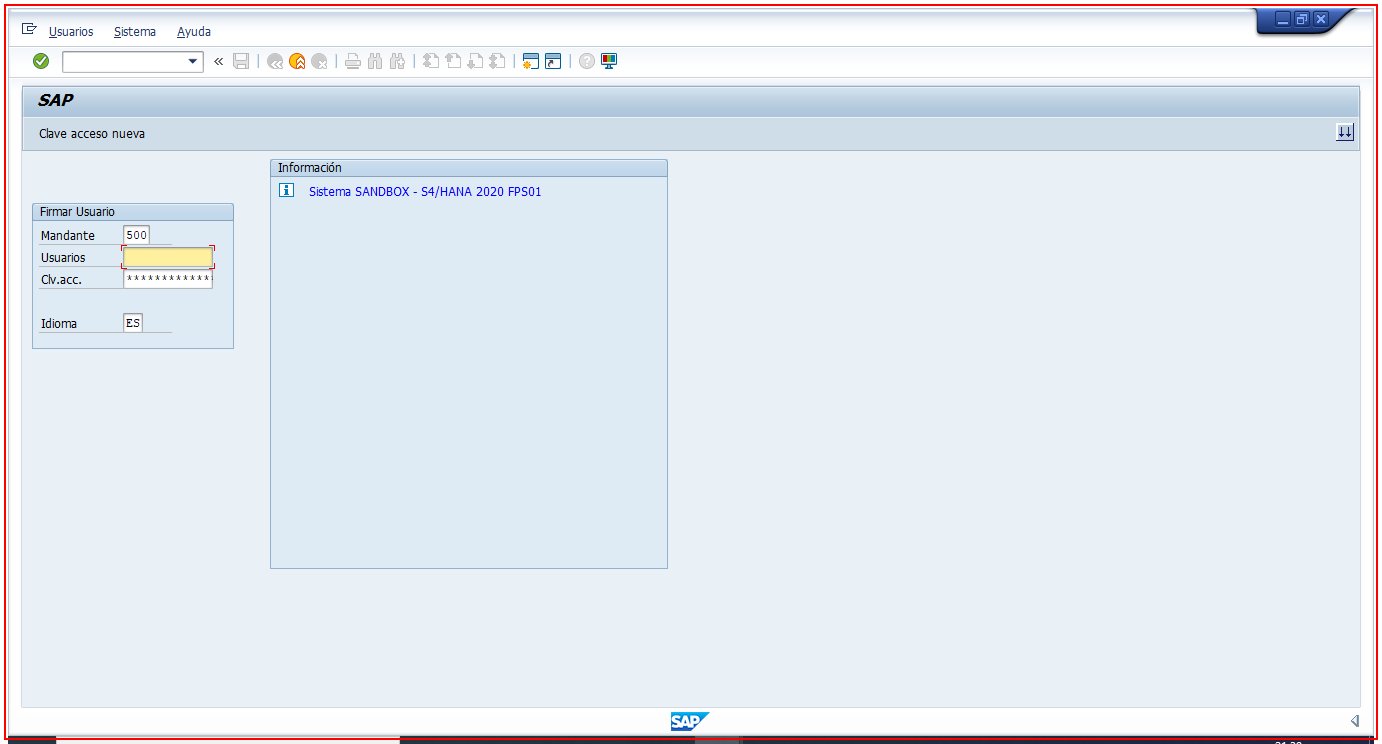 Usuarios Sistema Ayuda
SAP
Clave acceso nueva
Información
Sistema SANDBOX - S4/HANA 2020 FPS01
Firmar Usuario
Mandante 500
Usuarios
Clv.acc. *************
Idioma ES
SAP